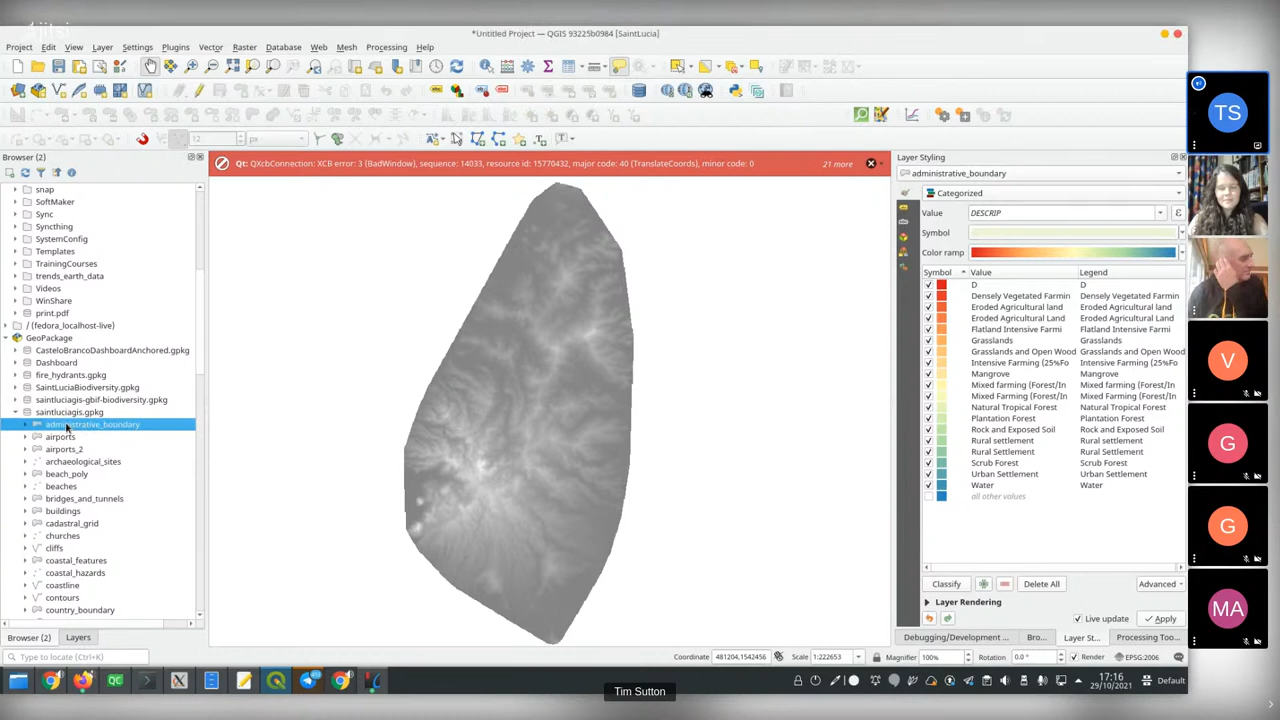 Jitsi
*Untitled Project — QGIS 93225b0984 [SaintLucia]
Project Edit View Layer Settings Plugins Vector Raster Database Web Mesh Processing Help
12 px
Browser (2)
snap
SoftMaker
Sync
Syncthing
SystemConfig
Templates
TrainingCourses
trends_earth_data
Videos
WinShare
print.pdf
/ (fedora_localhost-live)
GeoPackage
CasteloBrancoDashboardAnchored.gpkg
Dashboard
fire_hydrants.gpkg
SaintLuciaBiodiversity.gpkg
saintluciagis-gbif-biodiversity.gpkg
saintluciagis.gpkg
administrative_boundary
airports
airports_2
archaeological_sites
beach_poly
beaches
bridges_and_tunnels
buildings
cadastral_grid
churches
cliffs
coastal_features
coastal_hazards
coastline
contours
country_boundary
Browser (2) Layers
Type to locate (Ctrl+K)
Qt: QXcbConnection: XCB error: 3 (BadWindow), sequence: 14033, resource id: 15770432, major code: 40 (TranslateCoords), minor code: 0
21 more
Layer Styling
administrative_boundary
Categorized
Value DESCRIP
Symbol
Color ramp
Symbol Value Legend
D D
Densely Vegetated Farmin Densely Vegetated Farmin
Eroded Agricultural land Eroded Agricultural land
Eroded Agricultural Land Eroded Agricultural Land
Flatland Intensive Farmi Flatland Intensive Farmi
Grasslands Grasslands
Grasslands and Open Wood Grasslands and Open Wood
Intensive Farming (25%Fo Intensive Farming (25%Fo
Mangrove Mangrove
Mixed farming (Forest/In Mixed farming (Forest/In
Mixed farming (Forest/In Mixed farming (Forest/In
Natural Tropical Forest Natural Tropical Forest
Plantation Forest Plantation Forest
Rock and Exposed Soil Rock and Exposed Soil
Rural settlement Rural settlement
Rural Settlement Rural Settlement
Scrub Forest Scrub Forest
Urban Settlement Urban Settlement
Water Water
all other values
Classify Delete All Advanced
Layer Rendering
Live update Apply
Debugging/Development ... Bro... Layer St... Processing Too...
Coordinate 481204,1542456 Scale 1:222653 Magnifier 100% Rotation 0.0 ° Render EPSG:2006
17:16
29/10/2021
Default
Tim Sutton
TS
V
G
G
MA